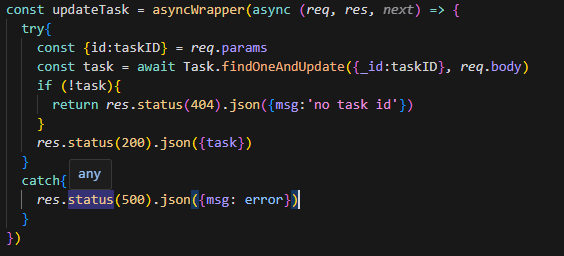 const updateTask = asyncWrapper(async (req, res, next) => {
  try{
    const {id:taskID} = req.params
    const task = await Task.findOneAndUpdate({_id:taskID}, req.body)
    if (!task){
      return res.status(404).json({msg:'no task id'})
    }
    res.status(200).json({task})
  }
  catch{
any
    res.status(500).json({msg: error})
  }
})